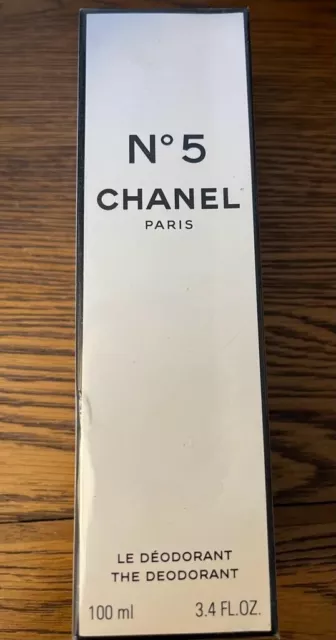 N°5
CHANEL
PARIS
LE DÉODORANT
THE DEODORANT
100 ml 3.4 FL.OZ.